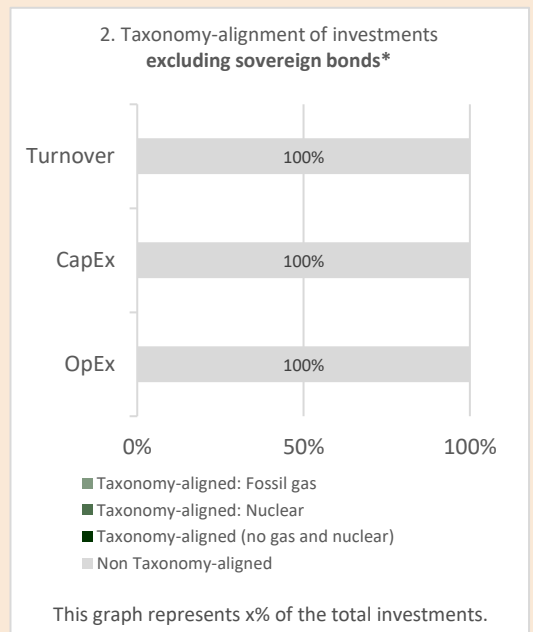 2. Taxonomy-alignment of investments
excluding sovereign bonds*
Turnover
100%
CapEx
100%
OpEx
100%
0%
50%
100%
Taxonomy-aligned: Fossil gas
Taxonomy-aligned: Nuclear
Taxonomy-aligned (no gas and nuclear)
Non Taxonomy-aligned
This graph represents x% of the total investments.